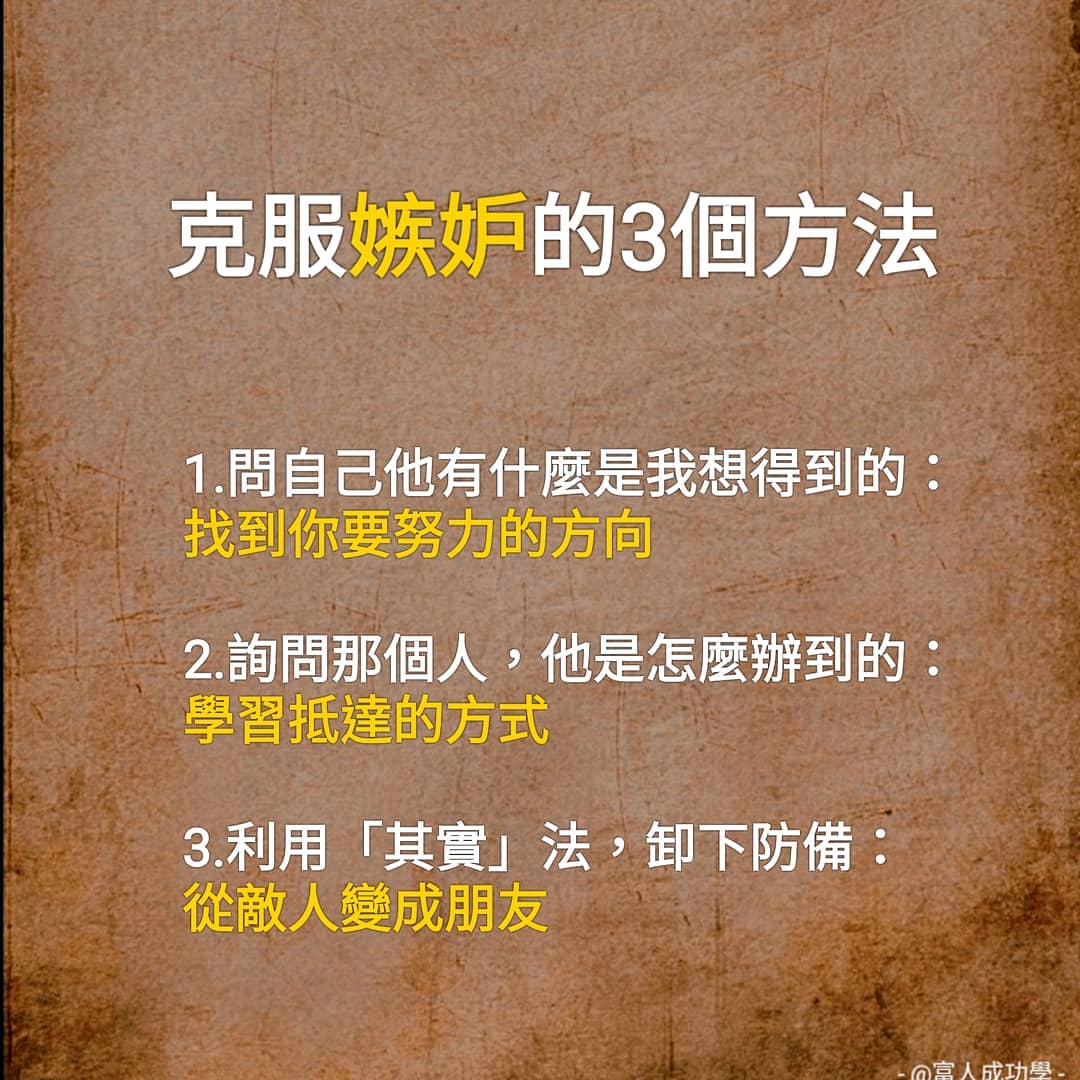 克服嫉妒的3個方法
1.問自己他有什麼是我想得到的：
找到你要努力的方向
2.詢問那個人，他是怎麼辦到的：
學習抵達的方式
3.利用「其實」法，卸下防備：
從敵人變成朋友
- @富人成功學 -